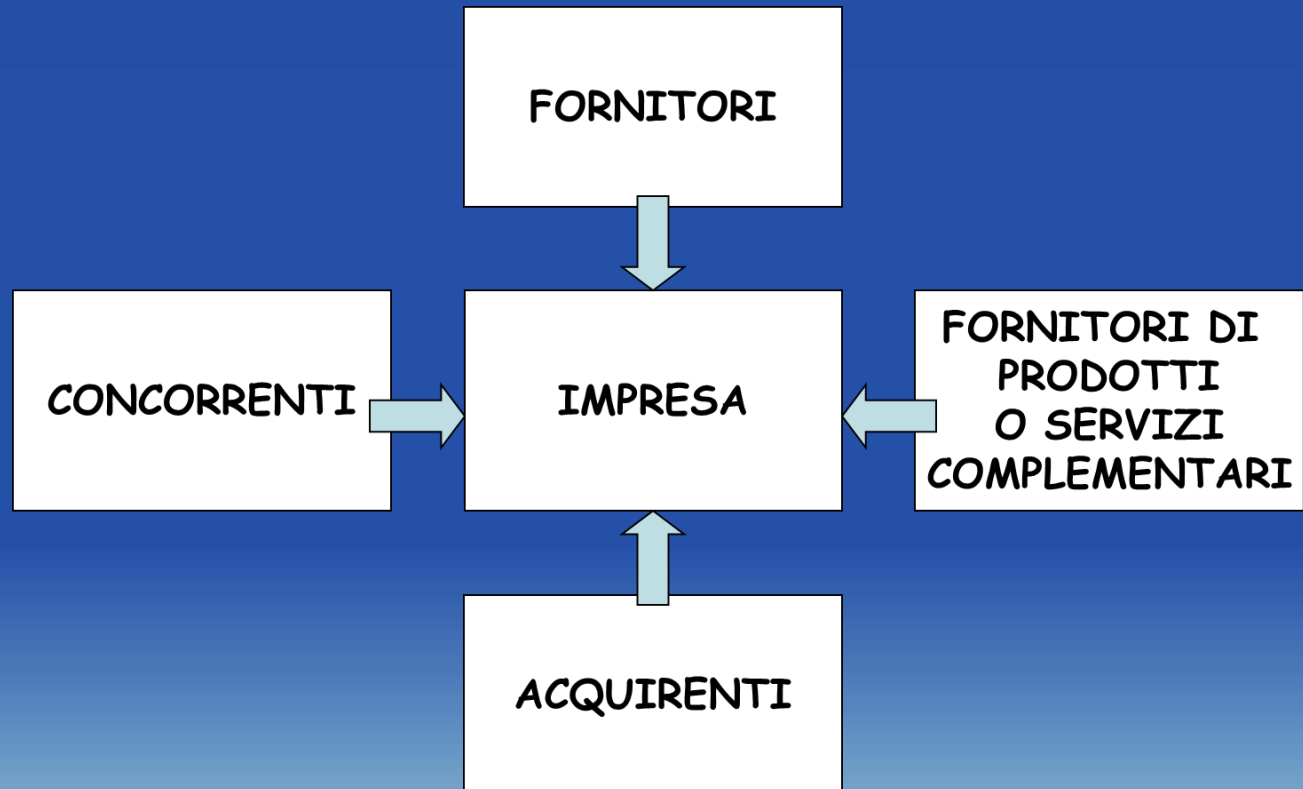 FORNITORI
CONCORRENTI
IMPRESA
FORNITORI DI
PRODOTTI
O SERVIZI
COMPLEMENTARI
ACQUIRENTI